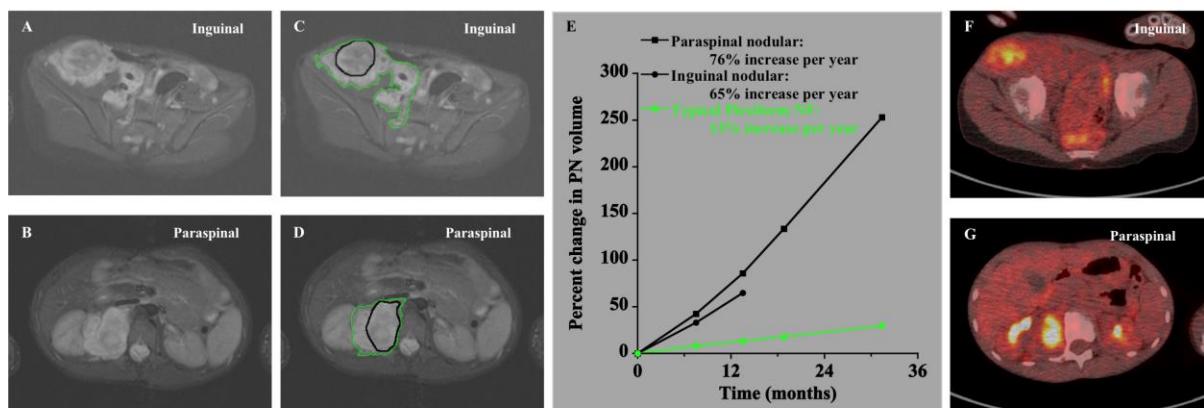 A
Inguinal
C
Inguinal
B
Paraspinal
D
Paraspinal
E
Paraspinal nodular:
76% increase per year
Inguinal nodular:
65% increase per year
Typical Plexiform NF:
increase per year
Percent change in PN volume
300
250
200
150
100
50
0
0
12
24
36
Time (months)
F
Inguinal
G
Paraspinal